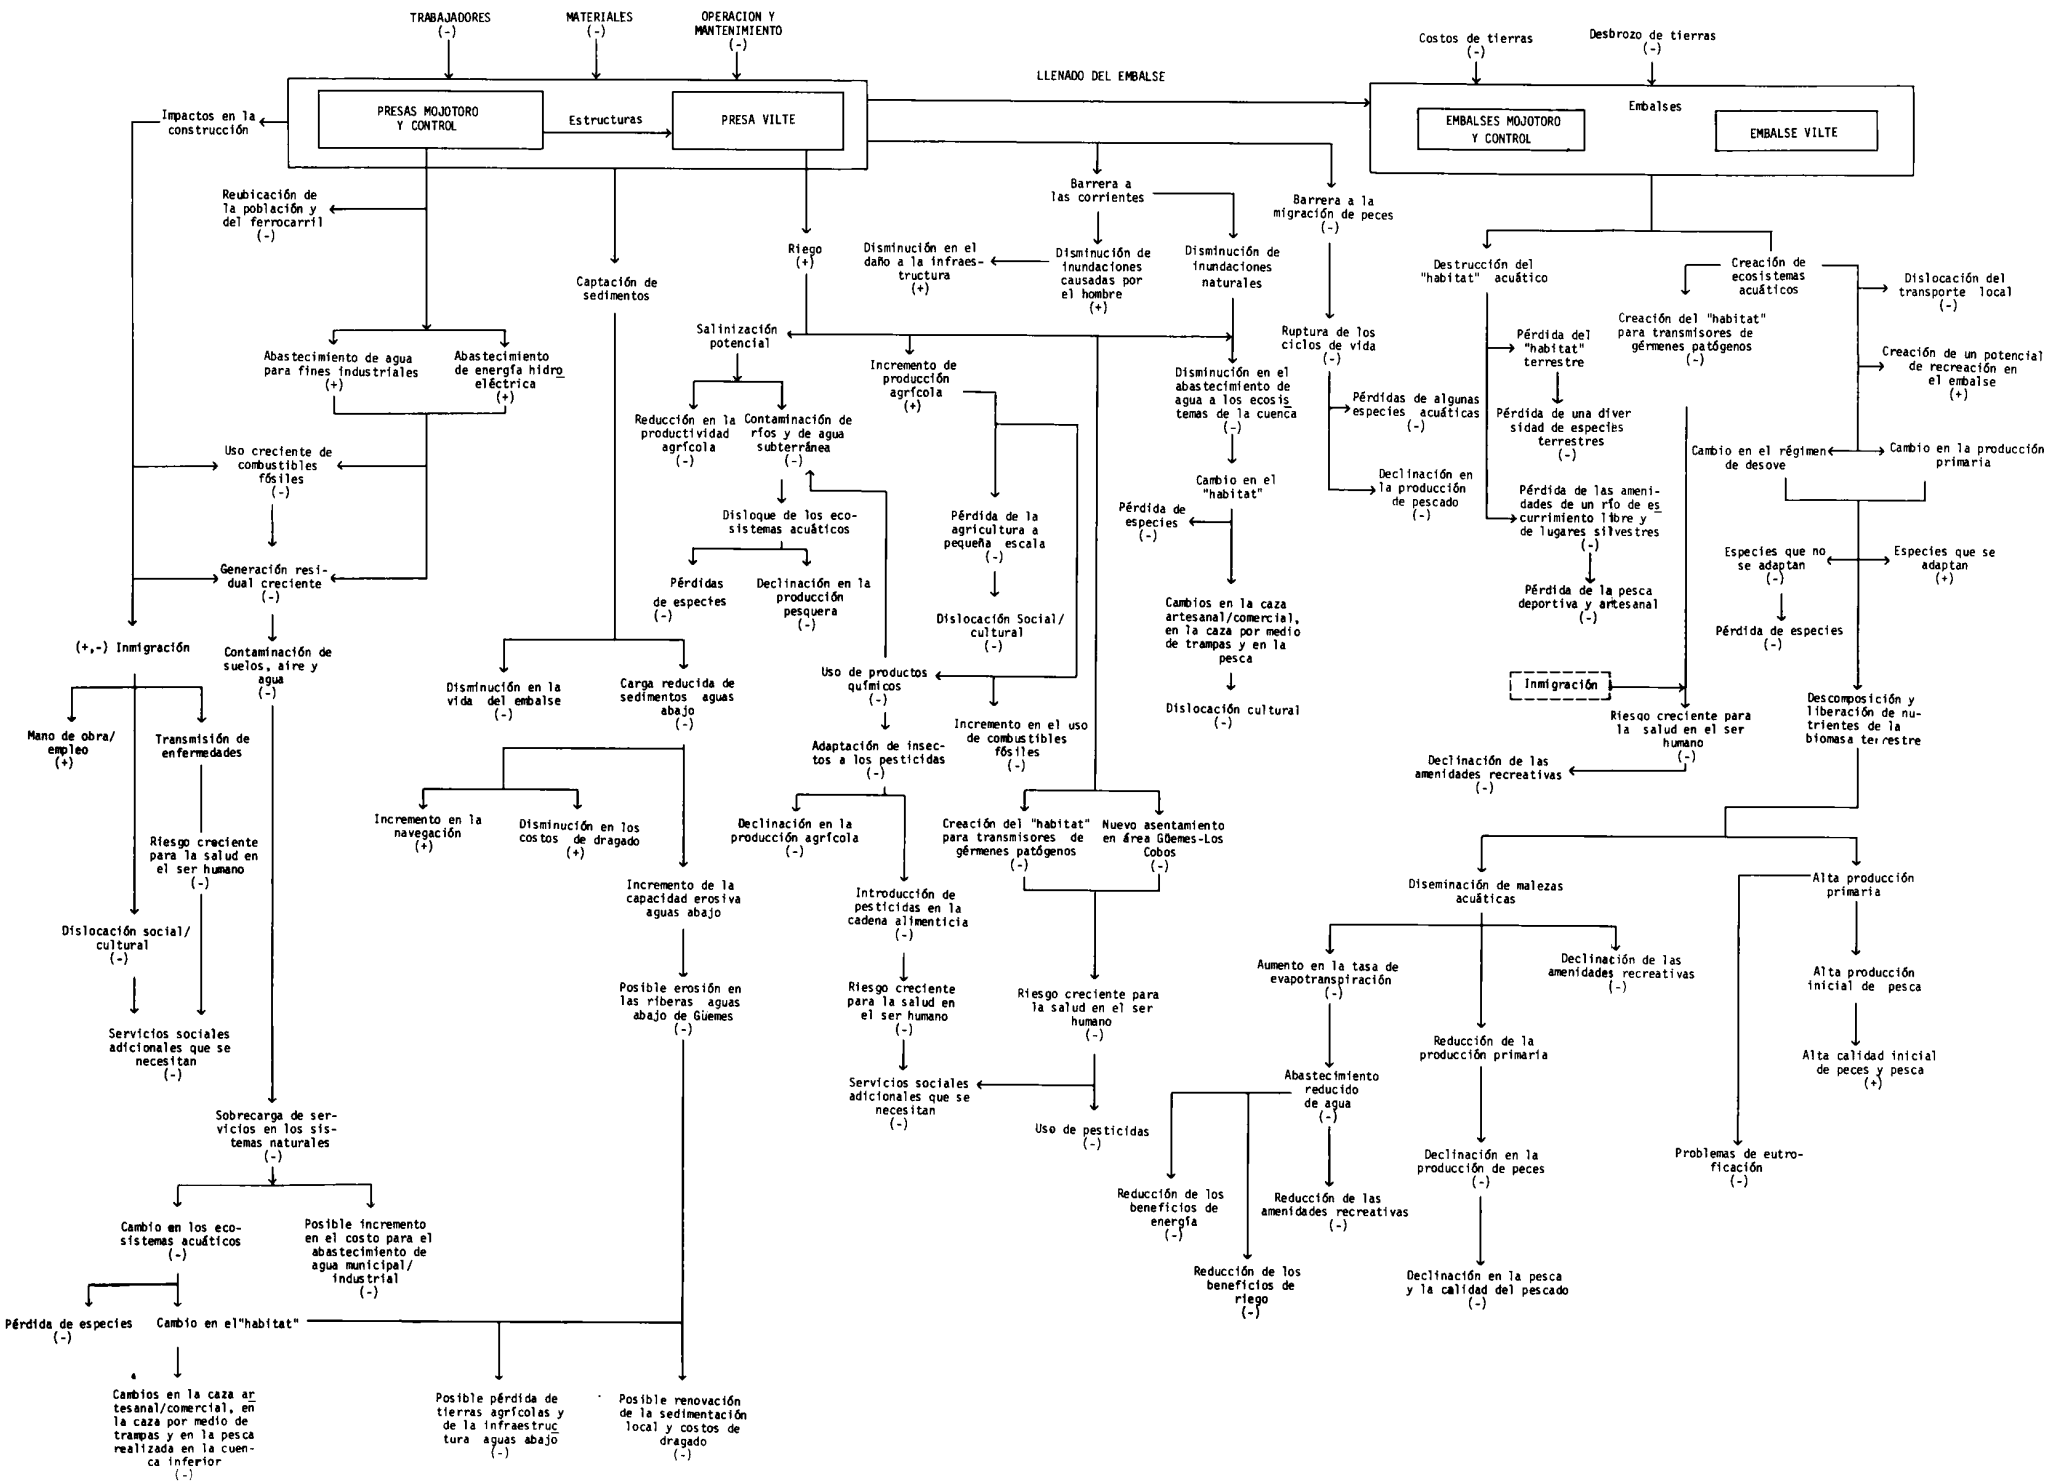 TRABAJADORES
(-)
MATERIALES
(-)
OPERACION Y
MANTENIMIENTO
(-)
Costos de tierras
(-)
Desbrozo de tierras
(-)
LLENADO DEL EMBALSE
Impactos en la
construcción
PRESAS MOJOTORO
Y CONTROL
Estructuras
PRESA VILTE
Embalses
EMBALSES MOJOTORO
Y CONTROL
EMBALSE VILTE
Reubicación de
la población y
del ferrocarril
(-)
Captación de
sedimentos
Riego
(+)
Barrera a
las corrientes
Disminución en el
daño a la infraes-
tructura
(+)
Disminución de
inundaciones
causadas por
el hombre
(+)
Disminución de
inundaciones
naturales
Barrera a la
migración de peces
(-)
Destrucción del
"habitat" acuático
Creación de
ecosistemas
acuáticos
Dislocación del
transporte local
(-)
Abastecimiento de agua
para fines industriales
(+)
Abastecimiento
de energía hidro
eléctrica
(+)
Salinización
potencial
Incremento de
producción
agrícola
(+)
Ruptura de los
ciclos de vida
(-)
Pérdida del
"habitat"
terrestre
Creación del "habitat"
para transmisores de
gérmenes patógenos
(-)
Creación de un potencial
de recreación en
el embalse
(+)
Reducción en la
productividad
agrícola
(-)
Contaminación de
ríos y de agua
subterránea
(-)
Disminución en el
abastecimiento de
agua a los ecosis
temas de la cuenca
(-)
Pérdidas de algunas
especies acuáticas
(-)
Pérdida de una diver
sidad de especies
terrestres
(-)
Uso creciente de
combustibles
fósiles
(-)
Cambio en el régimen
de desove
Cambio en la producción
primaria
Cambio en el
"habitat"
Declinación en
la producción
de pescado
(-)
Pérdida de
especies
(-)
Pérdida de las ameni-
dades de un río de es
currimiento libre y
de lugares silvestres
(-)
Disloque de los eco-
sistemas acuáticos
Pérdida de la
agricultura a
pequeña escala
(-)
Especies que no
se adaptan
(-)
Especies que se
adaptan
(+)
Generación resi-
dual creciente
(-)
Pérdidas
de especies
(-)
Declinación en la
producción
pesquera
(-)
Dislocación Social/
cultural
(-)
Cambios en la caza
artesanal/comercial,
en la caza por medio
de trampas y en la
pesca
Pérdida de la pesca
deportiva y artesanal
(-)
Pérdida de especies
(-)
(+,-) Inmigración
Contaminación de
suelos, aire y
agua
(-)
Disminución en la
vida del embalse
(-)
Carga reducida de
sedimentos aguas
abajo
(-)
Uso de productos
químicos
(-)
Dislocación cultural
(-)
Inmigración
Mano de obra/
empleo
(+)
Transmisión de
enfermedades
Incremento en el uso
de combustibles
fósiles
(-)
Riesgo creciente para
la salud en el ser
humano
(-)
Descomposición y
liberación de nu-
trientes de la
biomasa terrestre
Adaptación de insec-
tos a los pesticidas
(-)
Declinación de las
amenidades recreativas
(-)
Incremento en la
navegación
(+)
Disminución en los
costos de dragado
(+)
Declinación en la
producción agrícola
(-)
Creación del "habitat"
para transmisores de
gérmenes patógenos
(-)
Nuevo asentamiento
en área Güemes-Los
Cobos
(-)
Riesgo creciente
para la salud en
el ser humano
(-)
Incremento de la
capacidad erosiva
aguas abajo
Introducción de
pesticidas en la
cadena alimenticia
(-)
Diseminación de malezas
acuáticas
Alta producción
primaria
Dislocación social/
cultural
(-)
Aumento en la tasa de
evapotranspiración
(-)
Declinación de las
amenidades recreativas
(-)
Alta producción
inicial de pesca
Posible erosión en
las riberas aguas
abajo de Güemes
(-)
Riesgo creciente
para la salud en
el ser humano
(-)
Riesgo creciente para
la salud en el ser
humano
(-)
Servicios sociales
adicionales que se
necesitan
(-)
Reducción de la
producción primaria
Alta calidad inicial
de peces y pesca
(+)
Servicios sociales
adicionales que se
necesitan
(-)
Abastecimiento
reducido
de agua
(-)
Sobrecarga de ser-
vicios en los sis-
temas naturales
(-)
Uso de pesticidas
(-)
Declinación en la
producción de peces
(-)
Problemas de eutro-
ficación
(-)
Reducción de los
beneficios de
energía
(-)
Reducción de las
amenidades recreativas
(-)
Cambio en los eco-
sistemas acuáticos
(-)
Posible incremento
en el costo para el
abastecimiento de
agua municipal/
industrial
(-)
Reducción de los
beneficios de
riego
(-)
Declinación en la pesca
y la calidad del pescado
(-)
Pérdida de especies
(-)
Cambio en el"habitat"
Cambios en la caza ar
tesanal/comercial, en
la caza por medio de
trampas y en la pesca
realizada en la cuen-
ca inferior
(-)
Posible pérdida de
tierras agrícolas y
de la infraestruc
tura aguas abajo
(-)
Posible renovación
de la sedimentación
local y costos de
dragado
(-)